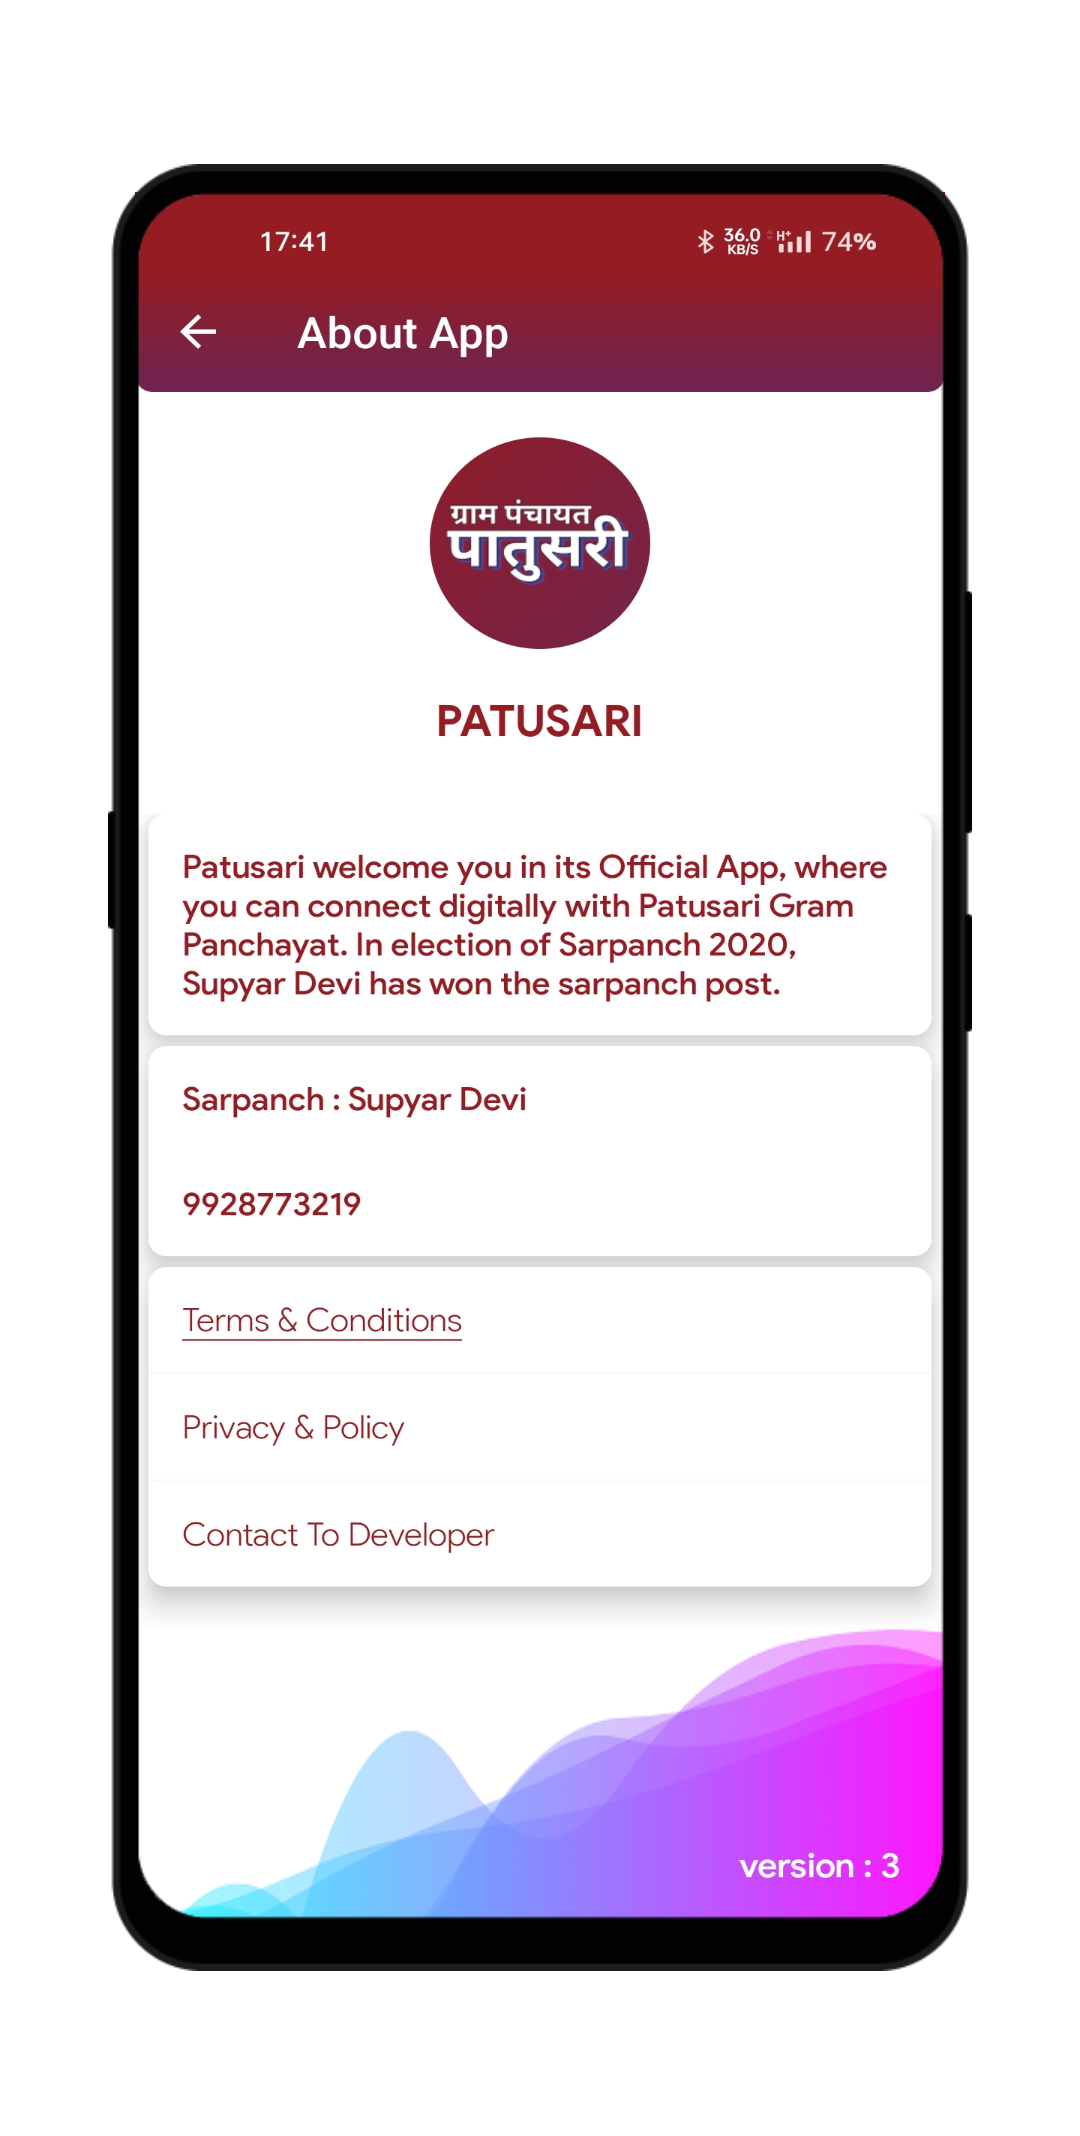 17:41
36.0
KB/S
H+
74%
About App
ग्राम पंचायत
पातुसरी
PATUSARI
Patusari welcome you in its Official App, where
you can connect digitally with Patusari Gram
Panchayat. In election of Sarpanch 2020,
Supyar Devi has won the sarpanch post.
Sarpanch : Supyar Devi
9928773219
Terms & Conditions
Privacy & Policy
Contact To Developer
version : 3